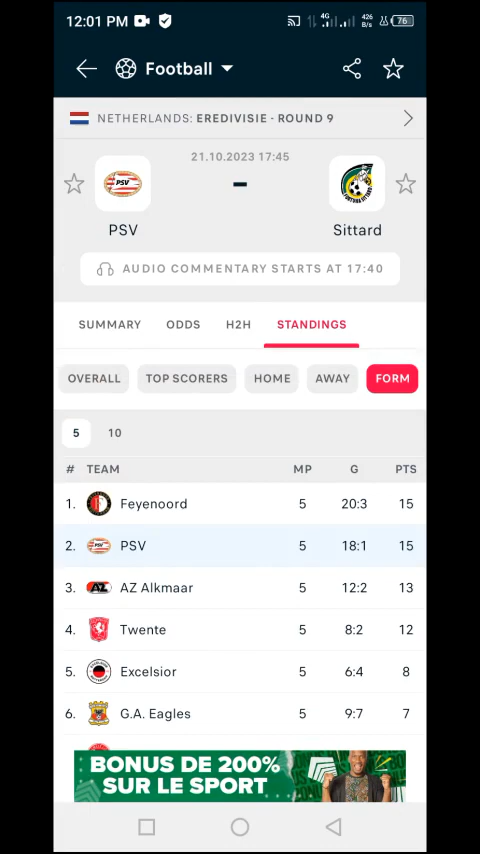 12:01 PM 4G 426 B/s 76
Football
NETHERLANDS: EREDIVISIE - ROUND 9
21.10.2023 17:45
PSV
-
PSV Sittard
AUDIO COMMENTARY STARTS AT 17:40
SUMMARY ODDS H2H STANDINGS
OVERALL TOP SCORERS HOME AWAY FORM
5 10
# TEAM MP G PTS
1. Feyenoord 5 20:3 15
2. PSV 5 18:1 15
3. AZ Alkmaar 5 12:2 13
4. Twente 5 8:2 12
5. Excelsior 5 6:4 8
6. G.A. Eagles 5 9:7 7
BONUS DE 200%
SUR LE SPORT